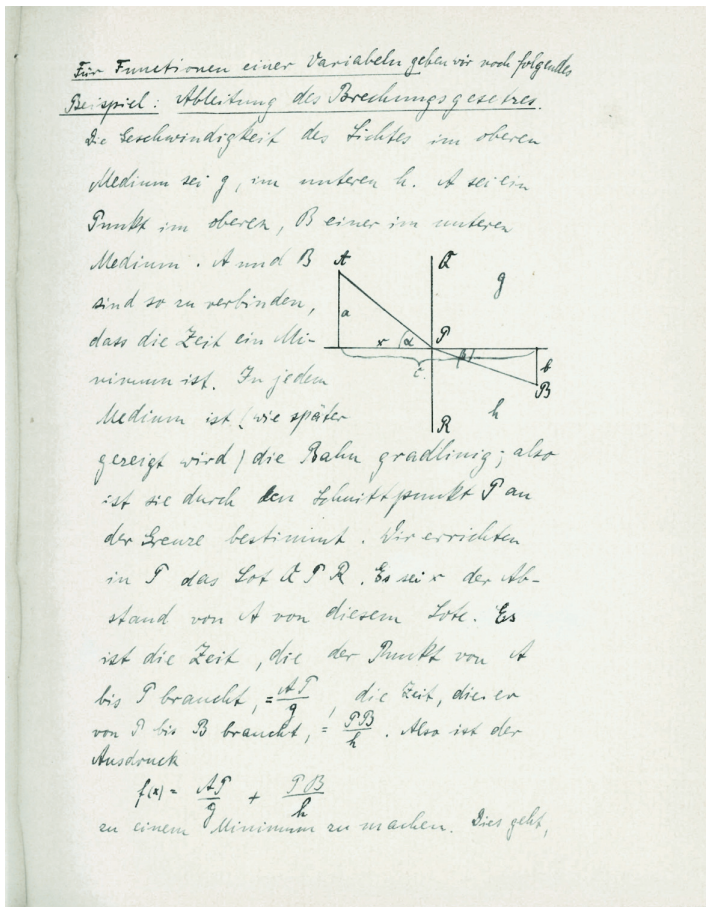 Für Functionen einer Variabeln geben wir noch folgendes
Beispiel: Ableitung des Brechungsgesetzes.
Die Geschwindigkeit des Lichtes im oberen
Medium sei g, im unteren h. A sei ein
Punkt im oberen, B einer im unteren
Medium. A und B
sind so zu verbinden,
dass die Zeit ein Mi-
nimum ist. In jedem
Medium ist (wie später
A
Q
g
a
x
α
P
β
c
b
B
h
R
gezeigt wird) die Bahn gradlinig; also
ist sie durch den Schnittpunkt P an
der Grenze bestimmt. Wir errichten
in P das Lot Q P R. Es sei x der Ab-
stand von A von diesem Lote. Es
ist die Zeit, die der Punkt von A
bis P braucht, = AP/g, die Zeit, die er
von P bis B braucht, = PB/h. Also ist der
Ausdruck
f(x) = AP/g + PB/h
zu einem Minimum zu machen. Dies geht,